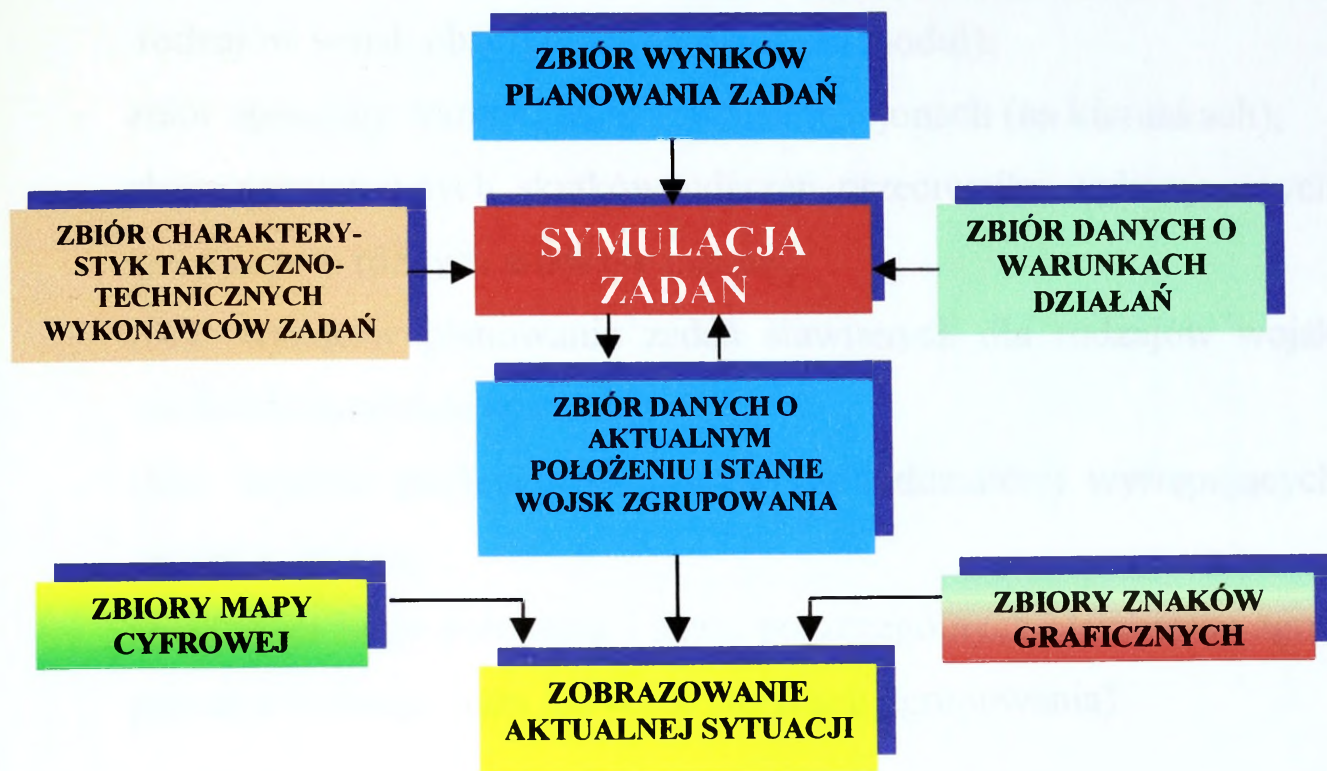 ZBIÓR WYNIKÓW
PLANOWANIA ZADAŃ
ZBIÓR CHARAKTERY-
STYK TAKTYCZNO-
TECHNICZNYCH
WYKONAWCÓW ZADAŃ
SYMULACJA
ZADAŃ
ZBIÓR DANYCH O
WARUNKACH
DZIAŁAŃ
ZBIÓR DANYCH O
AKTUALNYM
POŁOŻENIU I STANIE
WOJSK ZGRUPOWANIA
ZBIORY MAPY
CYFROWEJ
ZBIORY ZNAKÓW
GRAFICZNYCH
ZOBRAZOWANIE
AKTUALNEJ SYTUACJI